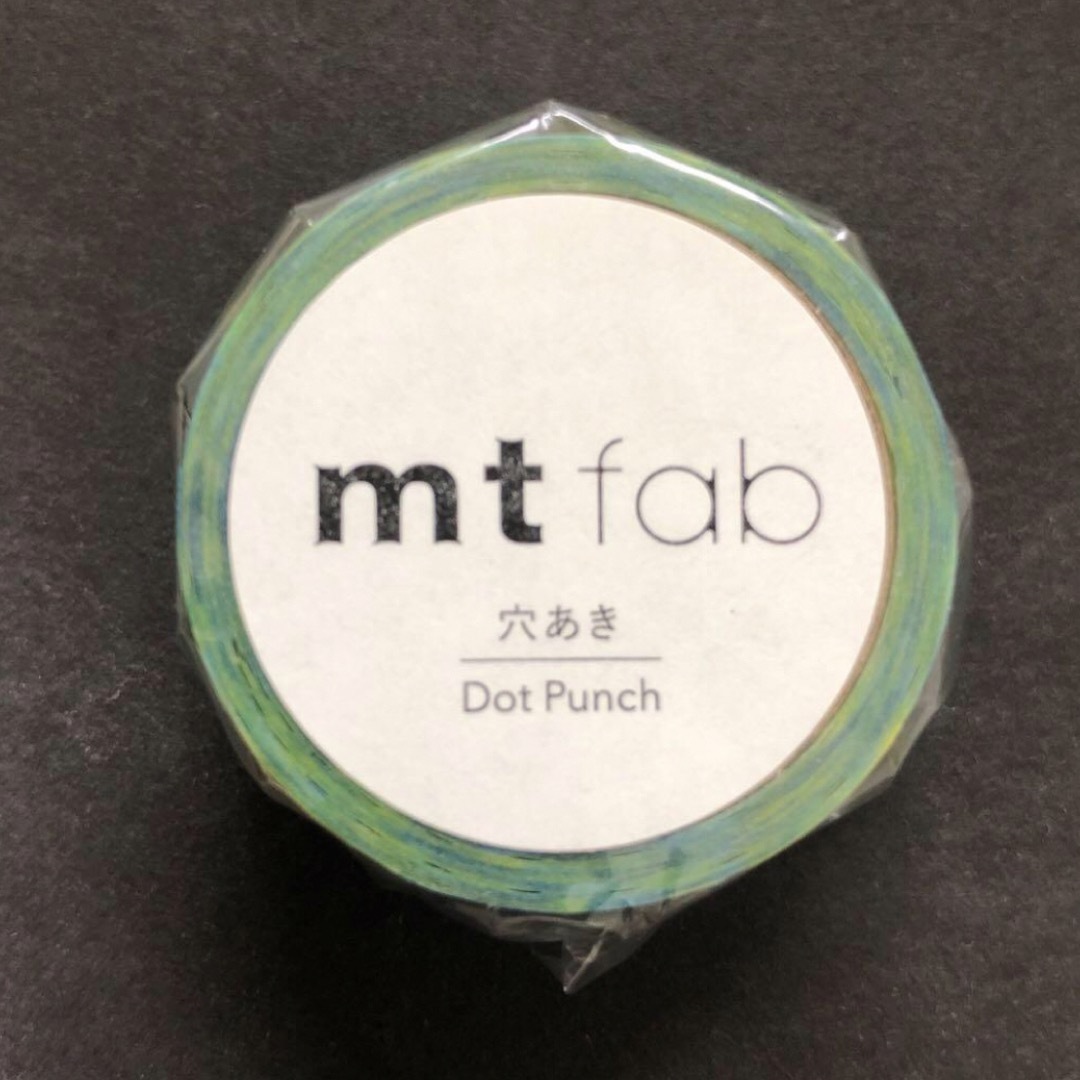 mt fab
穴あき
Dot Punch